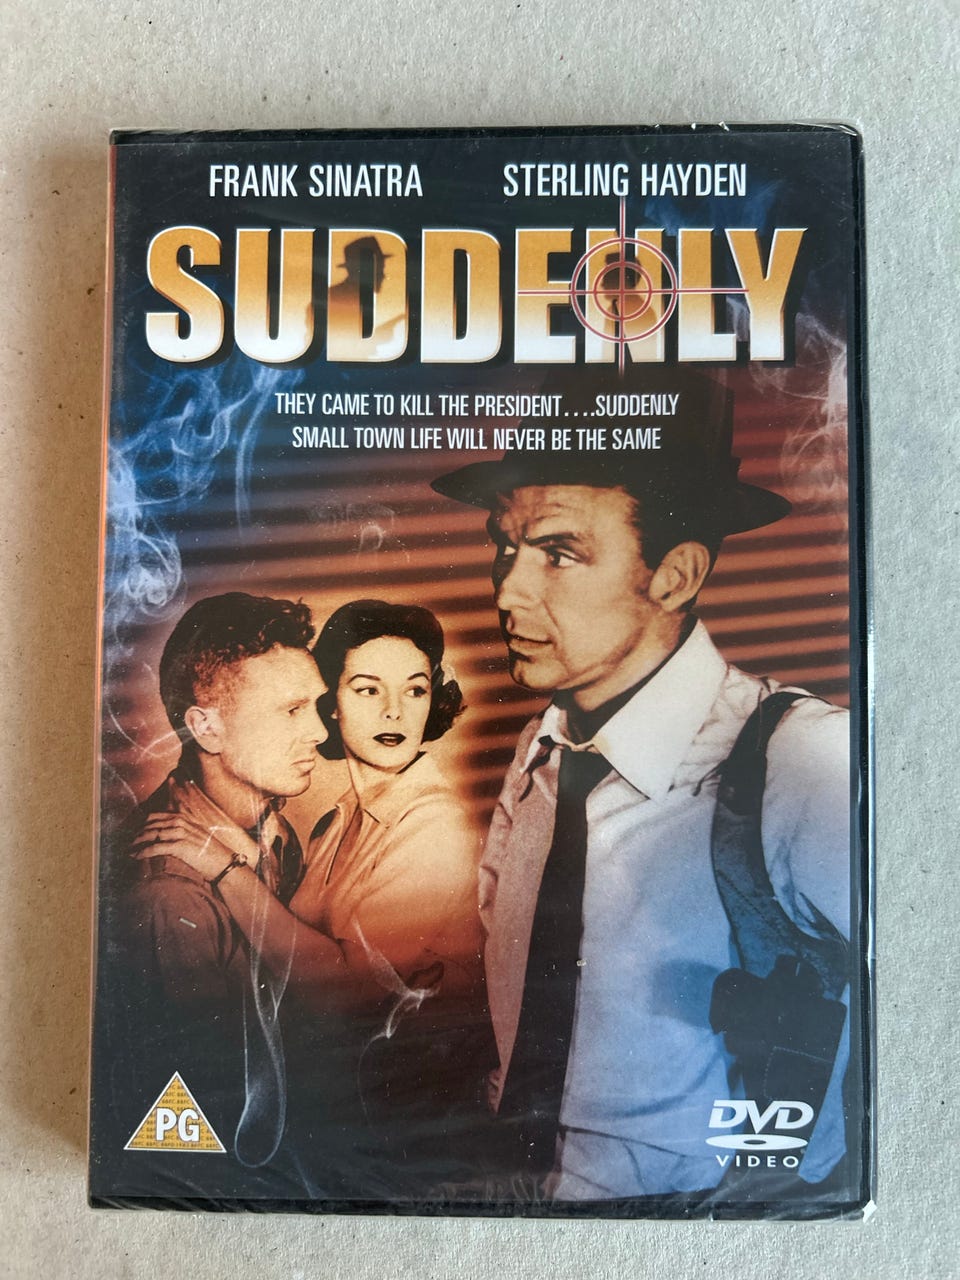 FRANK SINATRA STERLING HAYDEN
SUDDENLY
THEY CAME TO KILL THE PRESIDENT....SUDDENLY
SMALL TOWN LIFE WILL NEVER BE THE SAME
PG
DVD
VIDEO